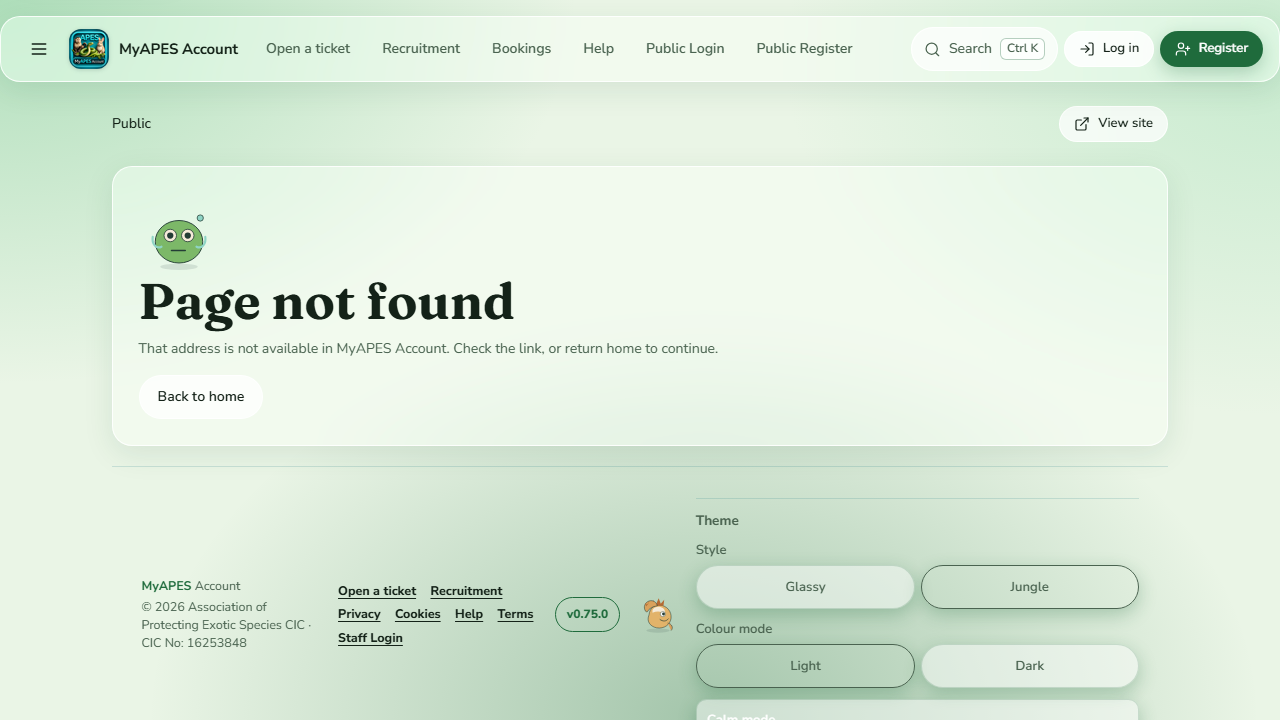 MyAPES Account
Open a ticket
Recruitment
Bookings
Help
Public Login
Public Register
Search
Ctrl K
Log in
Register
Public
View site
Page not found
That address is not available in MyAPES Account. Check the link, or return home to continue.
Back to home
MyAPES Account
© 2026 Association of
Protecting Exotic Species CIC ·
CIC No: 16253848
Open a ticket
Recruitment
Privacy
Cookies
Help
Terms
Staff Login
v0.75.0
Theme
Style
Glassy
Jungle
Colour mode
Light
Dark
Calm mode